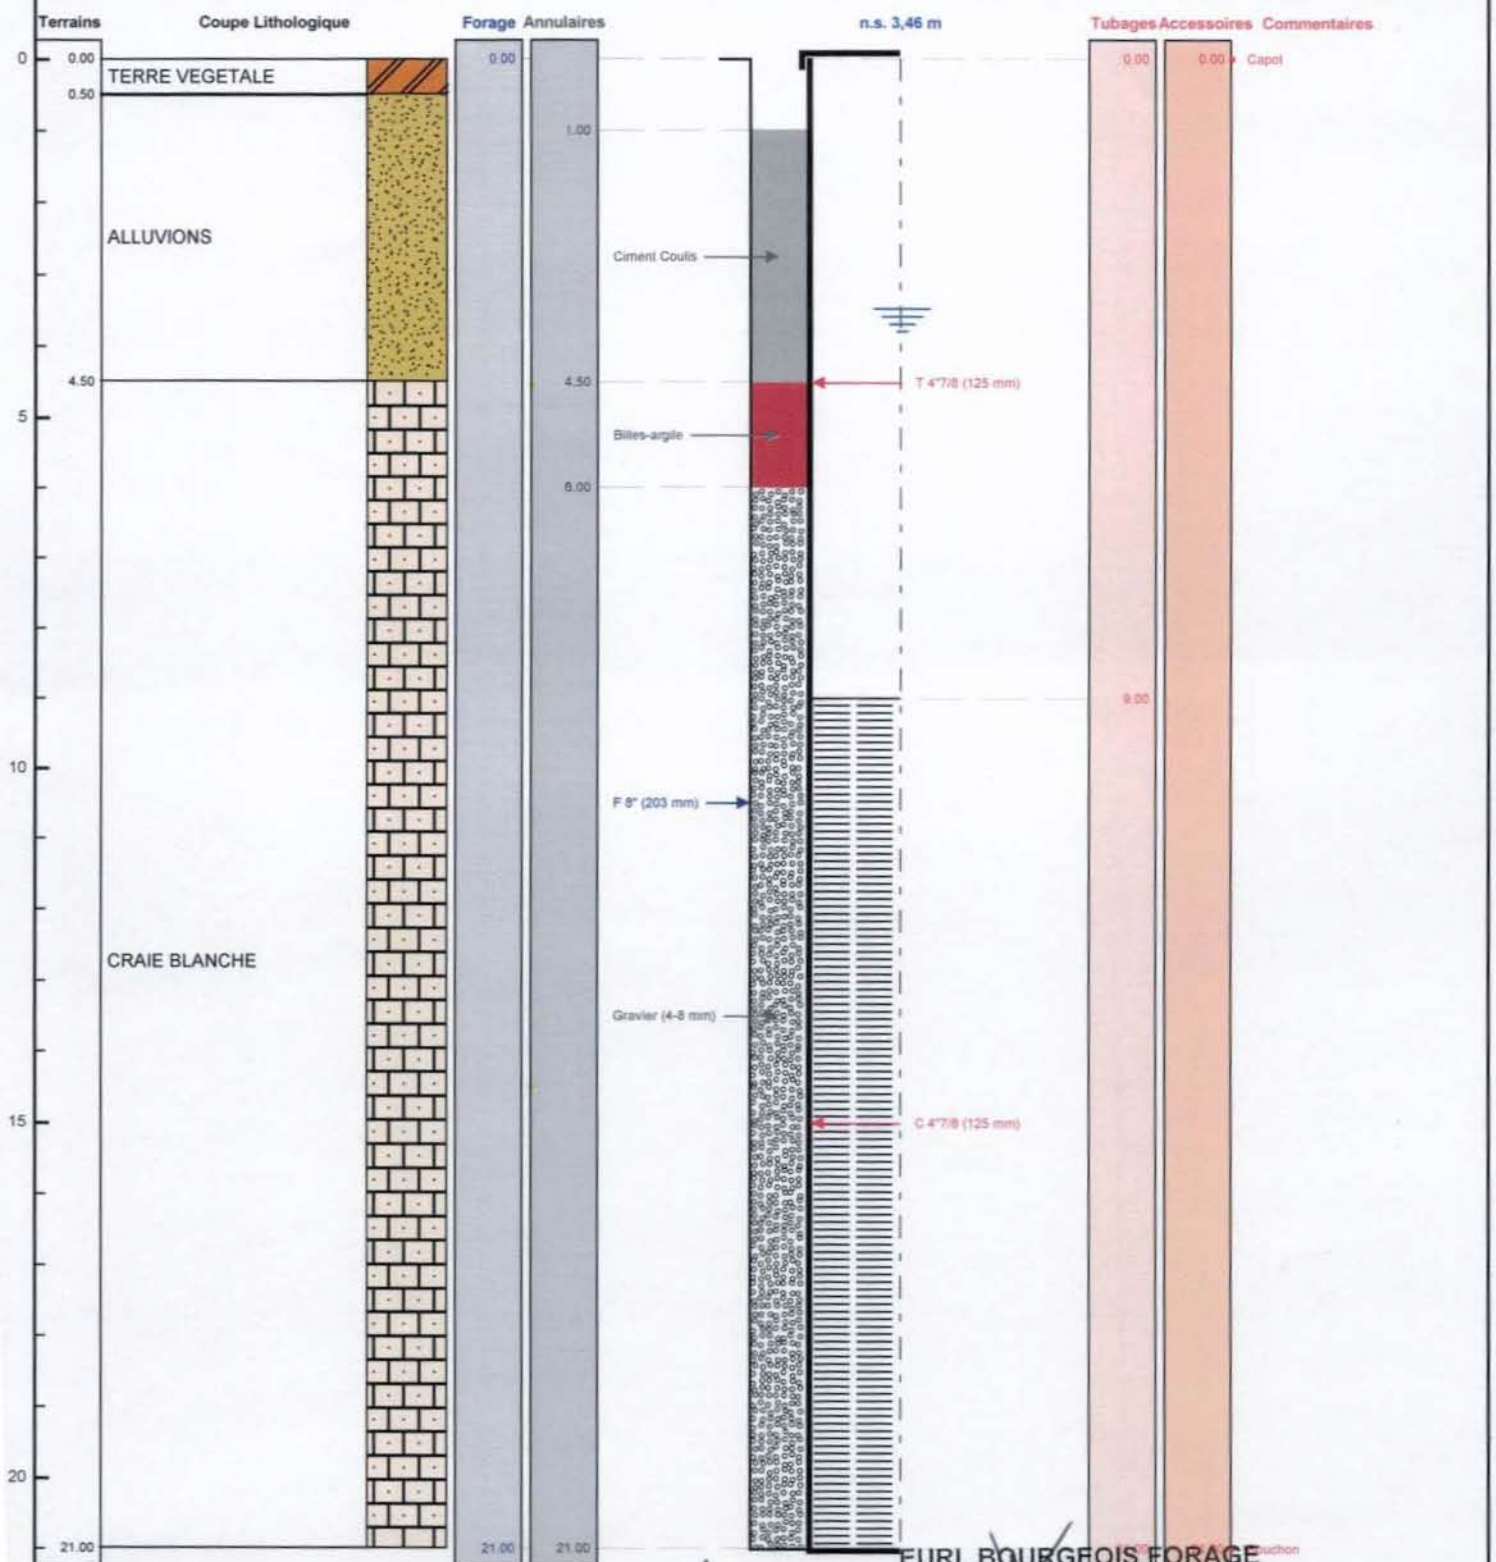 Terrains Coupe Lithologique Forage Annulaires n.s. 3,46 m Tubages Accessoires Commentaires
0 0.00 0.00 0.00 0.00 Capot
TERRE VEGETALE
0.50
1.00
ALLUVIONS
Ciment Coulis
4.50 4.50 T 4"7/8 (125 mm)
5
Billes-argile
6.00
9.00
10
F 8" (203 mm)
CRAIE BLANCHE
Gravier (4-8 mm)
15 C 4"7/8 (125 mm)
20
21.00 21.00 21.00
EURL BOURGEOIS FORAGE